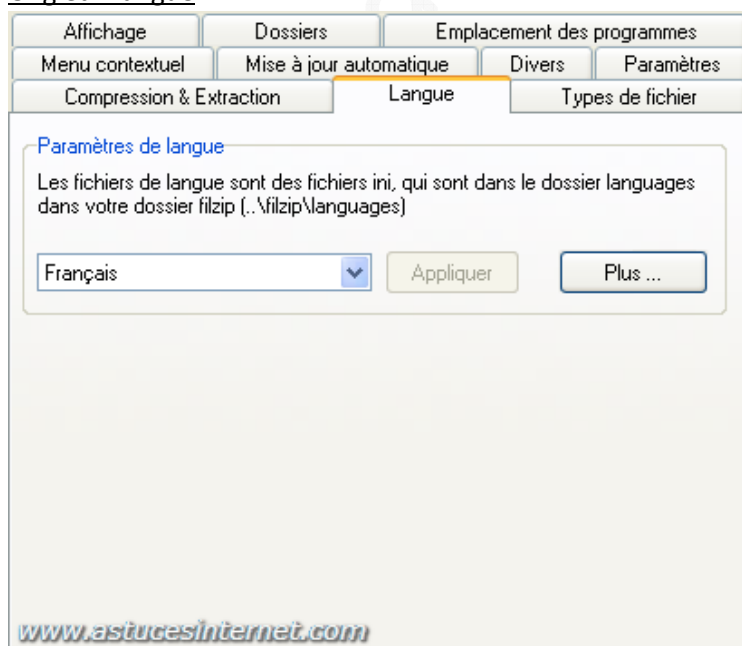 Affichage Dossiers Emplacement des programmes
Menu contextuel Mise à jour automatique Divers Paramètres
Compression & Extraction Langue Types de fichier
Paramètres de langue
Les fichiers de langue sont des fichiers ini, qui sont dans le dossier languages
dans votre dossier filzip (..\filzip\languages)
Français Appliquer Plus ...
www.astucesinternet.com